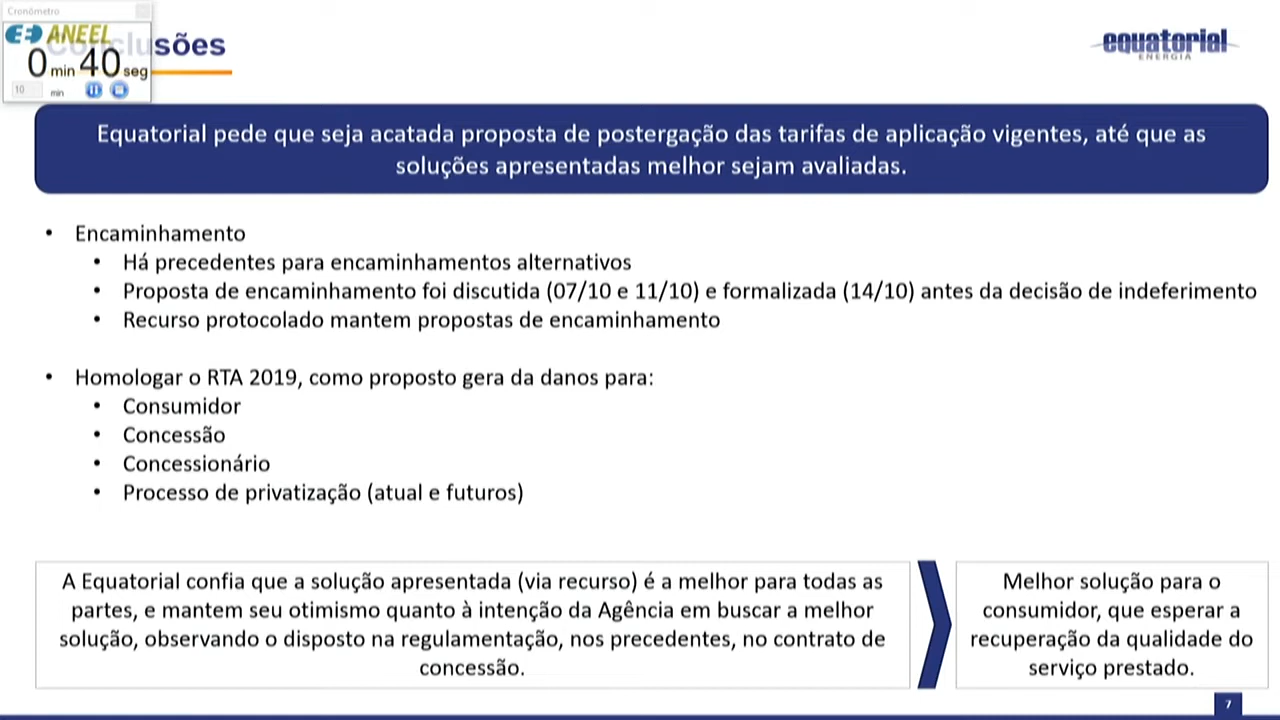 Cronômetro
ANEEL
Conclusões
0 min 40 seg
10 min
equatorial
ENERGIA
Equatorial pede que seja acatada proposta de postergação das tarifas de aplicação vigentes, até que as
soluções apresentadas melhor sejam avaliadas.
• Encaminhamento
• Há precedentes para encaminhamentos alternativos
• Proposta de encaminhamento foi discutida (07/10 e 11/10) e formalizada (14/10) antes da decisão de indeferimento
• Recurso protocolado mantem propostas de encaminhamento
• Homologar o RTA 2019, como proposto gera da danos para:
• Consumidor
• Concessão
• Concessionário
• Processo de privatização (atual e futuros)
A Equatorial confia que a solução apresentada (via recurso) é a melhor para todas as
partes, e mantem seu otimismo quanto à intenção da Agência em buscar a melhor
solução, observando o disposto na regulamentação, nos precedentes, no contrato de
concessão.
Melhor solução para o
consumidor, que esperar a
recuperação da qualidade do
serviço prestado.
7